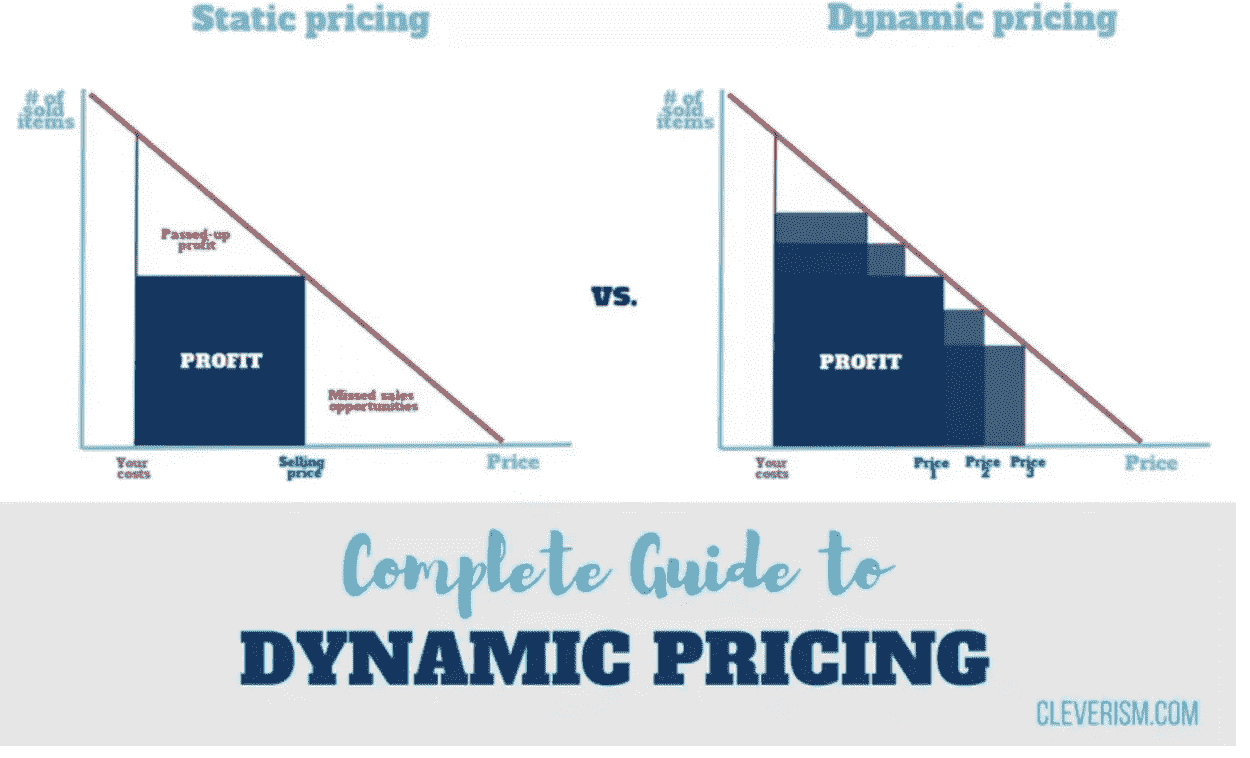 Static pricing
# of
sold
items
Passed-up
profit
PROFIT
Missed sales
opportunities
Your
costs
Selling
price
Price
vs.
Dynamic pricing
# of
sold
items
PROFIT
Your
costs
Price
1
Price
2
Price
3
Price
Complete Guide to
DYNAMIC PRICING
CLEVERISM.COM